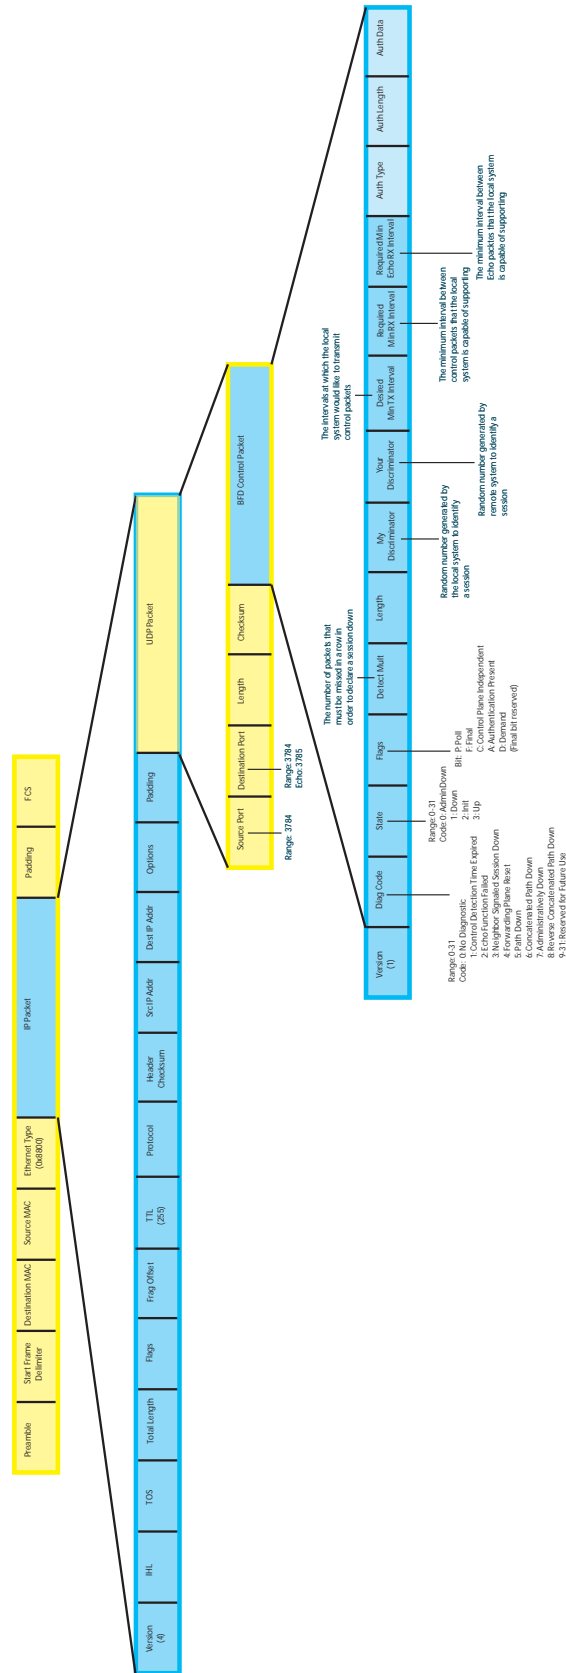 Preamble
Start Frame
Delimiter
Destination MAC
Source MAC
Ethernet Type
(0x8800)
IP Packet
Padding
FCS
Version
(4)
IHL
TOS
Total Length
Flags
Frag Offset
TTL
(255)
Protocol
Header
Checksum
Src IP Addr
Dest IP Addr
Options
Padding
UDP Packet
Source Port
Destination Port
Length
Checksum
BFD Control Packet
Range: 3784
Range: 3784
Echo: 3785
The number of packets that
must be missed in a row in
order to declare a session down
The intervals at which the local
system would like to transmit
control packets
Version
(1)
Diag Code
State
Flags
Detect Mult
Length
My
Discriminator
Your
Discriminator
Desired
Min TX Interval
Required
Min RX Interval
Required Min
Echo RX Interval
Auth Type
Auth Length
Auth Data
Range:0-31
Code: 0: No Diagnostic
1: Control Detection Time Expired
2: Echo Function Failed
3: Neighbor Signaled Session Down
4: Forwarding Plane Reset
5: Path Down
6: Concatenated Path Down
7: Administratively Down
8: Reverse Concatenated Path Down
9-31: Reserved for Future Use
Range: 0-31
Code: 0: AdminDown
1: Down
2: Init
3: Up
Bit: P: Poll
F: Final
C: Control Plane Independent
A: Authentication Present
D: Demand
(Final bit reserved)
Random number generated by
the local system to identify
a session
Random number generated by
remote system to identify a
session
The minimum interval between
control packets that the local
system is capable of supporting
The minimum interval between
Echo packtes that the local system
is capable of supporting